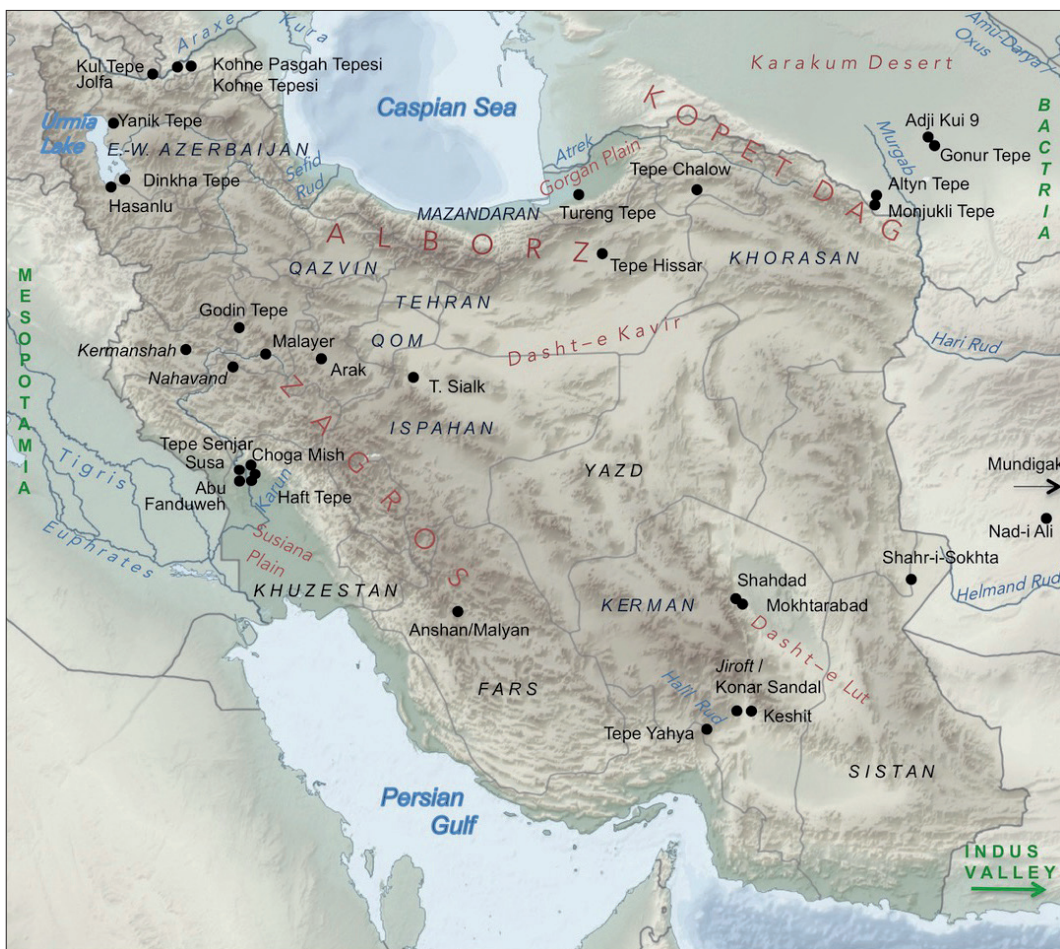 Araxe
Kura
Amu-Darya /
Oxus
Kul Tepe
Jolfa
Kohne Pasgah Tepesi
Kohne Tepesi
Karakum Desert
Caspian Sea
KOPET DAG
BACTRIA
Urmia
Lake
Yanik Tepe
E.-W. AZERBAIJAN
Adji Kui 9
Gonur Tepe
Murgab
Atrek
Gorgan Plain
Sefid
Rud
Dinkha Tepe
Hasanlu
Tepe Chalow
Altyn Tepe
Monjukli Tepe
MAZANDARAN
Tureng Tepe
ALBORZ
QAZVIN
Tepe Hissar
KHORASAN
MESOPOTAMIA
TEHRAN
Godin Tepe
QOM
Dasht-e Kavir
Hari Rud
Kermanshah
Malayer
Nahavand
Arak
T. Sialk
ZAGROS
ISPAHAN
Tepe Senjar
Choga Mish
Susa
Abu
Fanduweh
Haft Tepe
Karun
YAZD
Tigris
Euphrates
Mundigak
Nad-i Ali
Susiana
Plain
KHUZESTAN
Shahr-i-Sokhta
Helmand Rud
Shahdad
Mokhtarabad
KERMAN
Anshan/Malyan
Dasht-e Lut
FARS
Jiroft /
Konar Sandal
Halil Rud
Keshit
Tepe Yahya
SISTAN
Persian
Gulf
INDUS
VALLEY